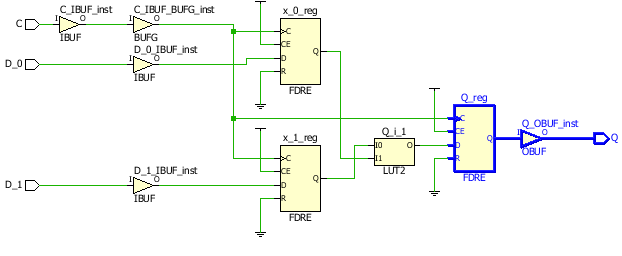 C_IBUF_inst
C_IBUF_BUFG_inst
x_0_reg
C
I
O
I
O
C
IBUF
BUFG
CE
Q
D_0_IBUF_inst
D
D_0
I
O
R
IBUF
FDRE
Q_reg
C
Q_OBUF_inst
x_1_reg
Q_i_1
CE
I
O
Q
Q
C
I0
O
D
OBUF
CE
I1
R
D_1_IBUF_inst
Q
LUT2
FDRE
D_1
I
O
D
IBUF
R
FDRE